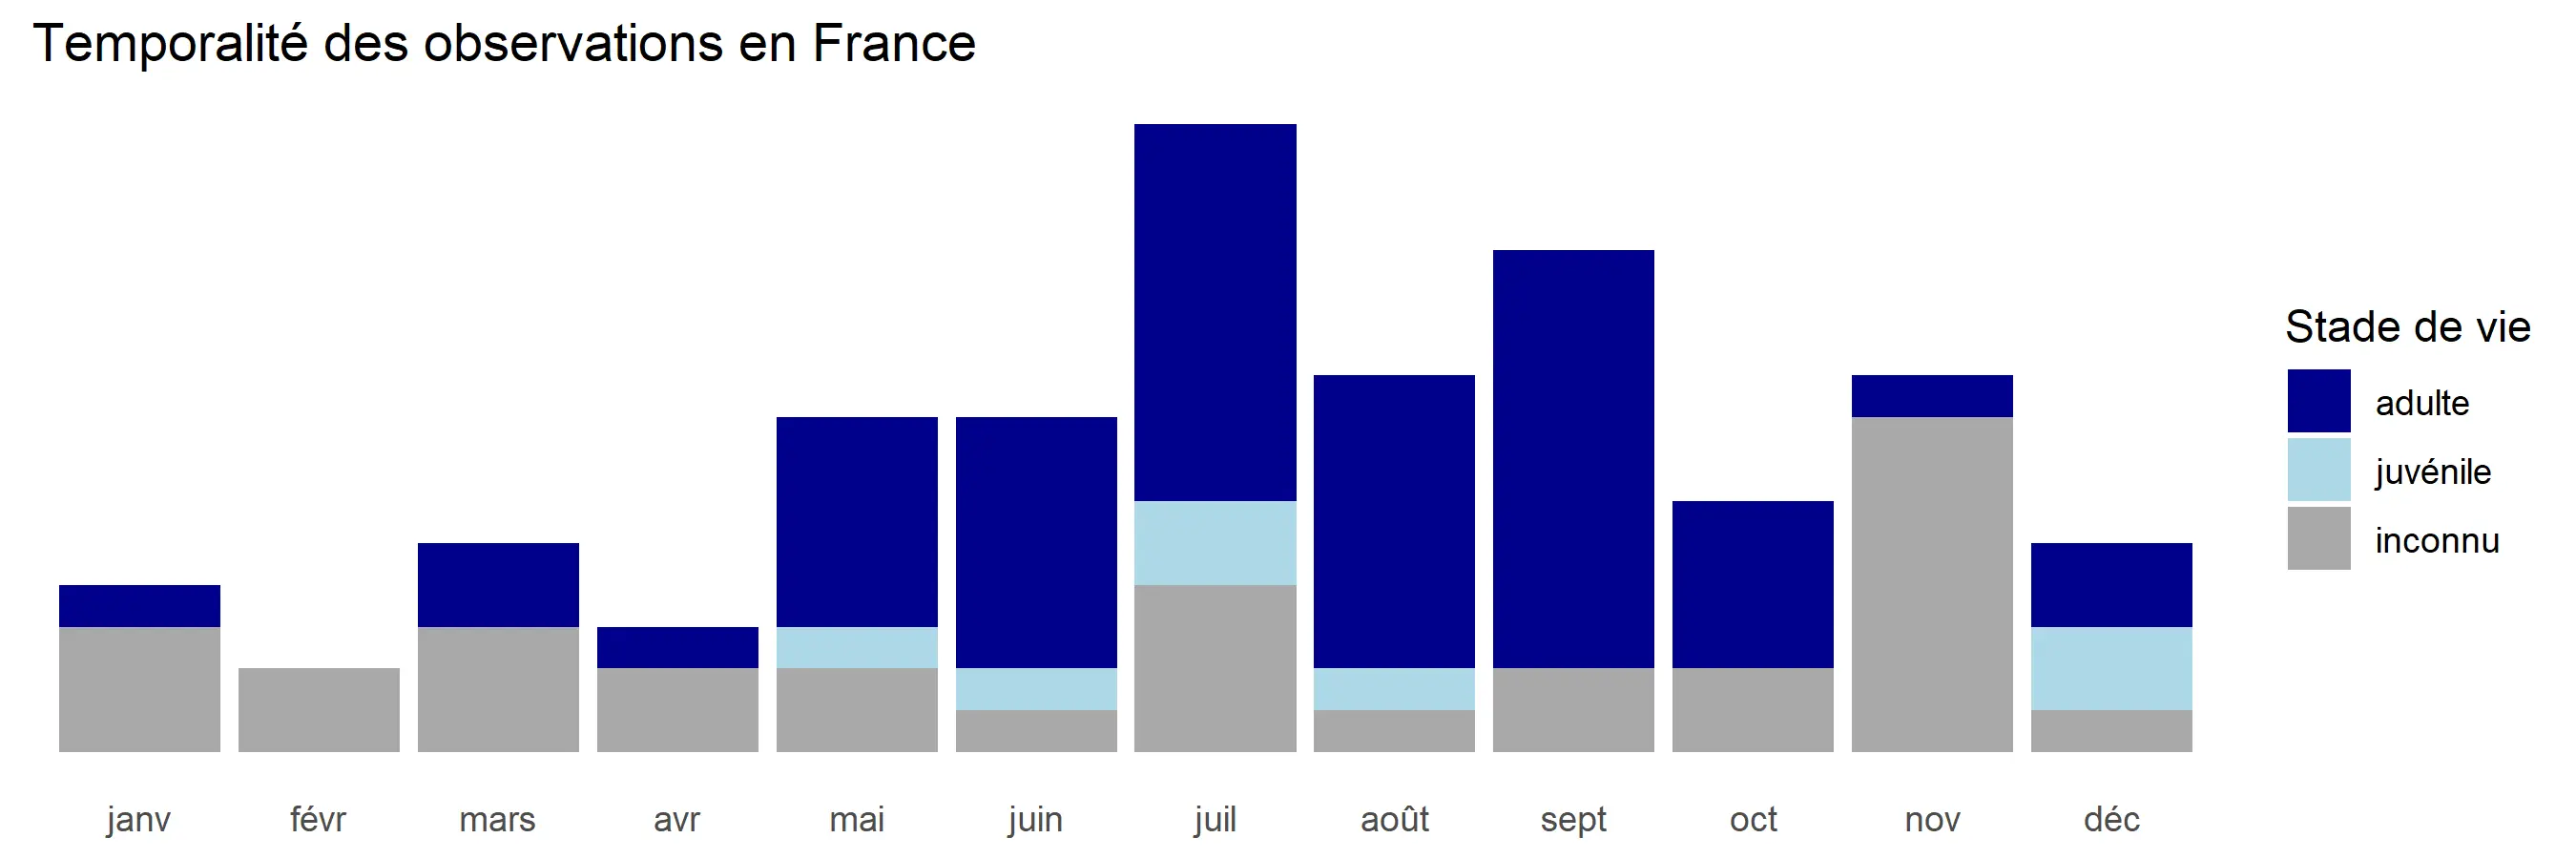 Temporalité des observations en France
Stade de vie
adulte
juvénile
inconnu
janv févr mars avr mai juin juil août sept oct nov déc